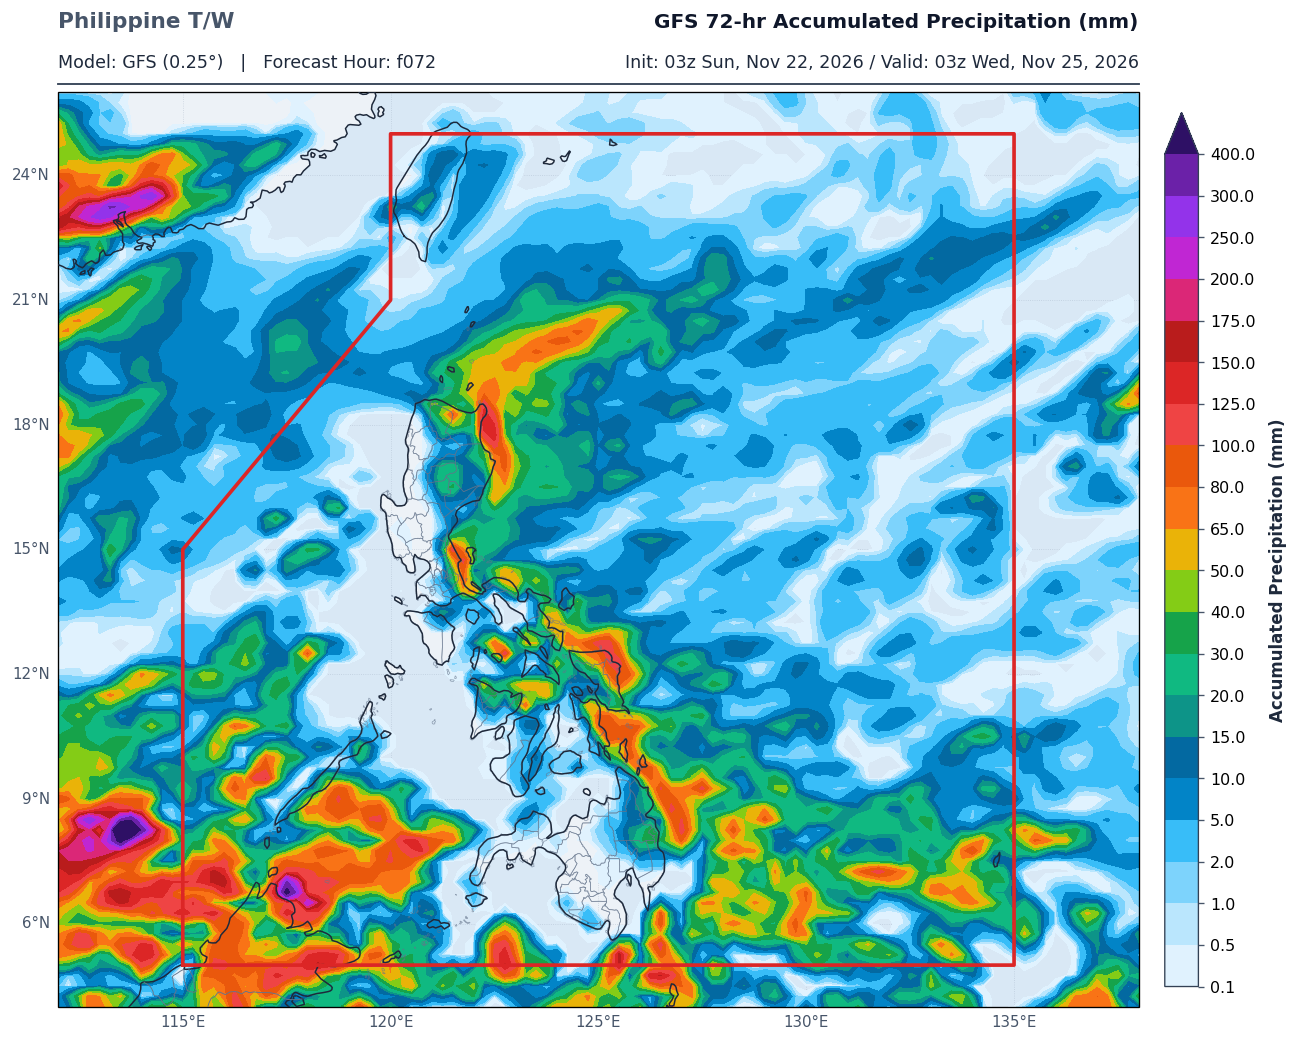 Philippine T/W
GFS 72-hr Accumulated Precipitation (mm)
Model: GFS (0.25°) | Forecast Hour: f072
Init: 03z Sun, Nov 22, 2026 / Valid: 03z Wed, Nov 25, 2026
24°N
21°N
18°N
15°N
12°N
9°N
6°N
115°E
120°E
125°E
130°E
135°E
400.0
300.0
250.0
200.0
175.0
150.0
125.0
100.0
80.0
65.0
50.0
40.0
30.0
20.0
15.0
10.0
5.0
2.0
1.0
0.5
0.1
Accumulated Precipitation (mm)